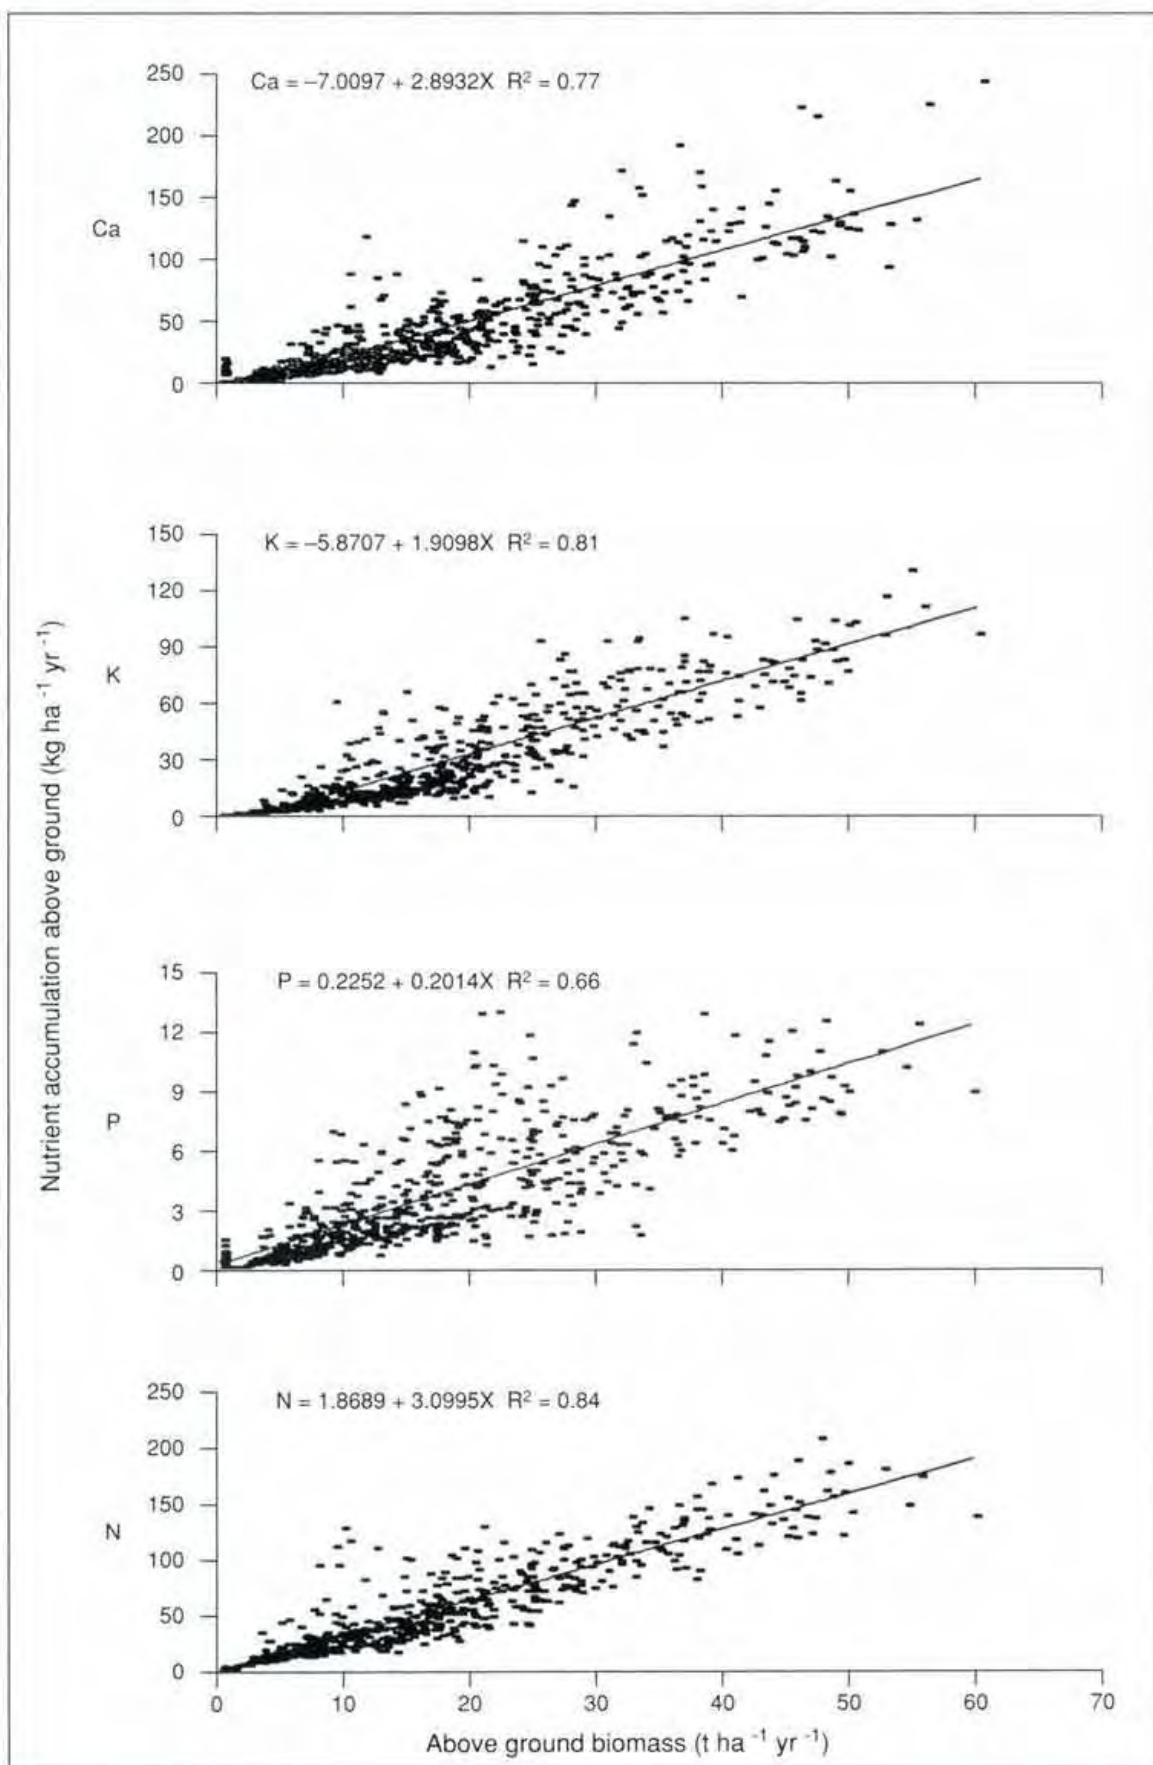 250
200
150
100
50
0
Ca
Ca = –7.0097 + 2.8932X R² = 0.77
150
120
90
60
30
0
K
K = –5.8707 + 1.9098X R² = 0.81
Nutrient accumulation above ground (kg ha ⁻¹ yr ⁻¹)
15
12
9
6
3
0
P
P = 0.2252 + 0.2014X R² = 0.66
250
200
150
100
50
0
N
N = 1.8689 + 3.0995X R² = 0.84
0 10 20 30 40 50 60 70
Above ground biomass (t ha ⁻¹ yr ⁻¹)